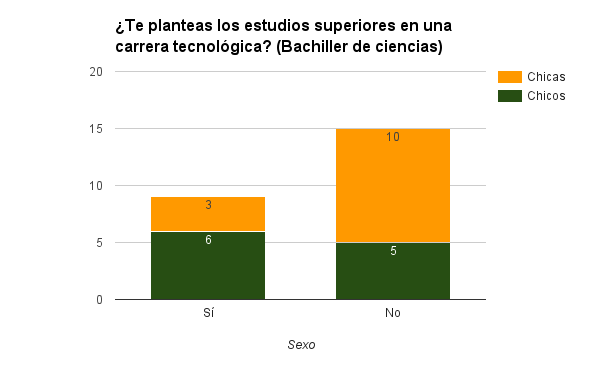 ¿Te planteas los estudios superiores en una
carrera tecnológica? (Bachiller de ciencias)
20
15
10
5
0
3
6
10
5
Sí
No
Sexo
Chicas
Chicos